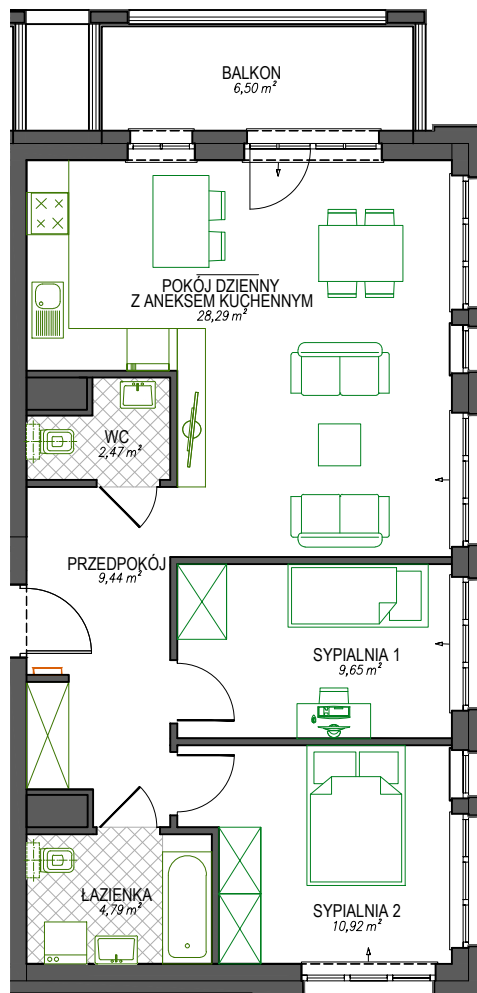 BALKON
6,50 m²
POKÓJ DZIENNY
Z ANEKSEM KUCHENNYM
28,29 m²
WC
2,47 m²
PRZEDPOKÓJ
9,44 m²
SYPIALNIA 1
9,65 m²
ŁAZIENKA
4,79 m²
SYPIALNIA 2
10,92 m²